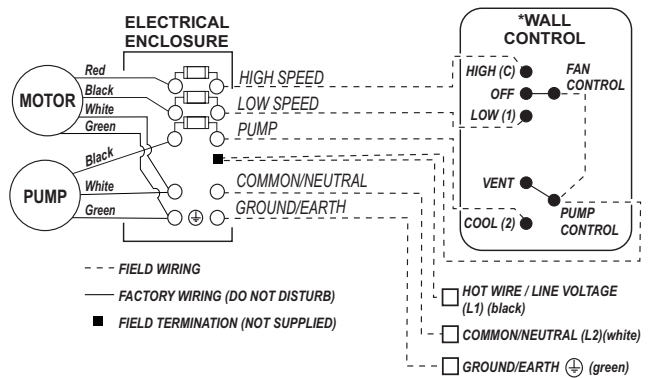 ELECTRICAL
ENCLOSURE
*WALL
CONTROL
MOTOR
Red
Black
White
Green
HIGH SPEED
LOW SPEED
PUMP
HIGH (C)
OFF
LOW (1)
FAN
CONTROL
PUMP
Black
White
Green
COMMON/NEUTRAL
GROUND/EARTH
VENT
COOL (2)
PUMP
CONTROL
FIELD WIRING
FACTORY WIRING (DO NOT DISTURB)
FIELD TERMINATION (NOT SUPPLIED)
HOT WIRE / LINE VOLTAGE
(L1) (black)
COMMON/NEUTRAL (L2)(white)
GROUND/EARTH (green)